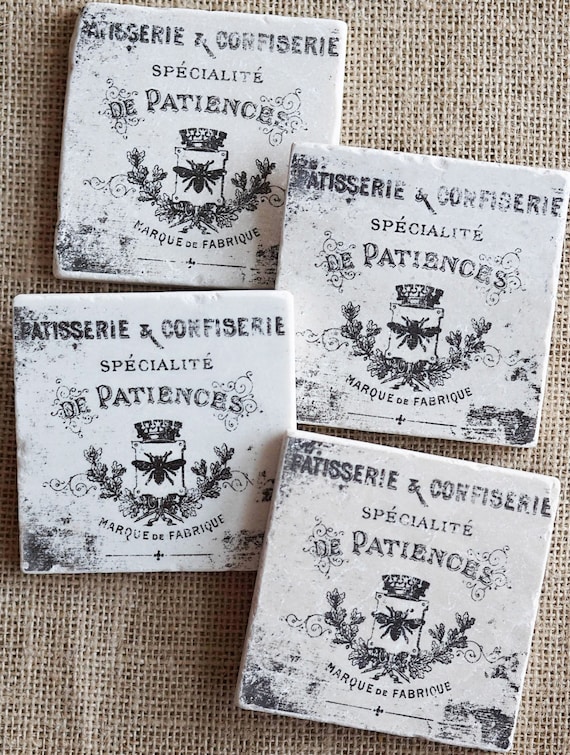 PATISSERIE & CONFISERIE
SPÉCIALITÉ
DE PATIENCES
MARQUE DE FABRIQUE
PATISSERIE & CONFISERIE
SPÉCIALITÉ
DE PATIENCES
MARQUE DE FABRIQUE
PATISSERIE & CONFISERIE
SPÉCIALITÉ
DE PATIENCES
MARQUE DE FABRIQUE
PATISSERIE & CONFISERIE
SPÉCIALITÉ
DE PATIENCES
MARQUE DE FABRIQUE